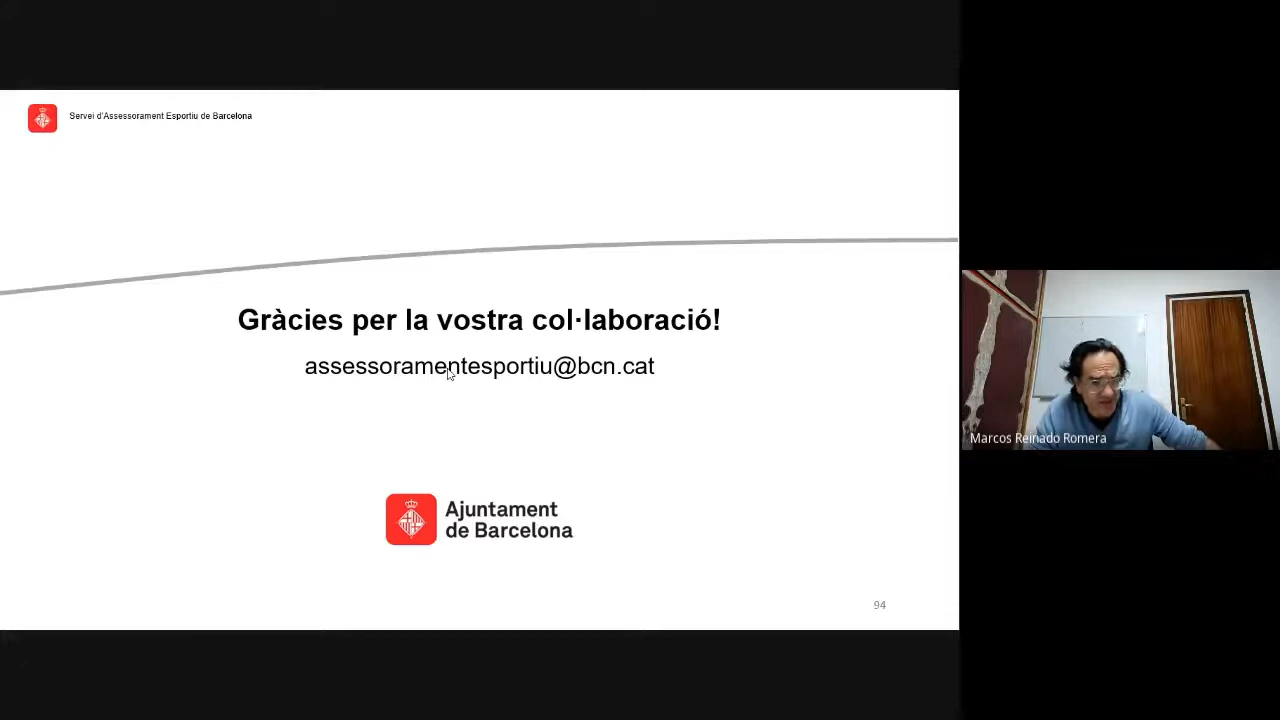 Servei d'Assessorament Esportiu de Barcelona
Gràcies per la vostra col·laboració!
assessoramentesportiu@bcn.cat
Ajuntament
de Barcelona
94
Marcos Reinado Romera